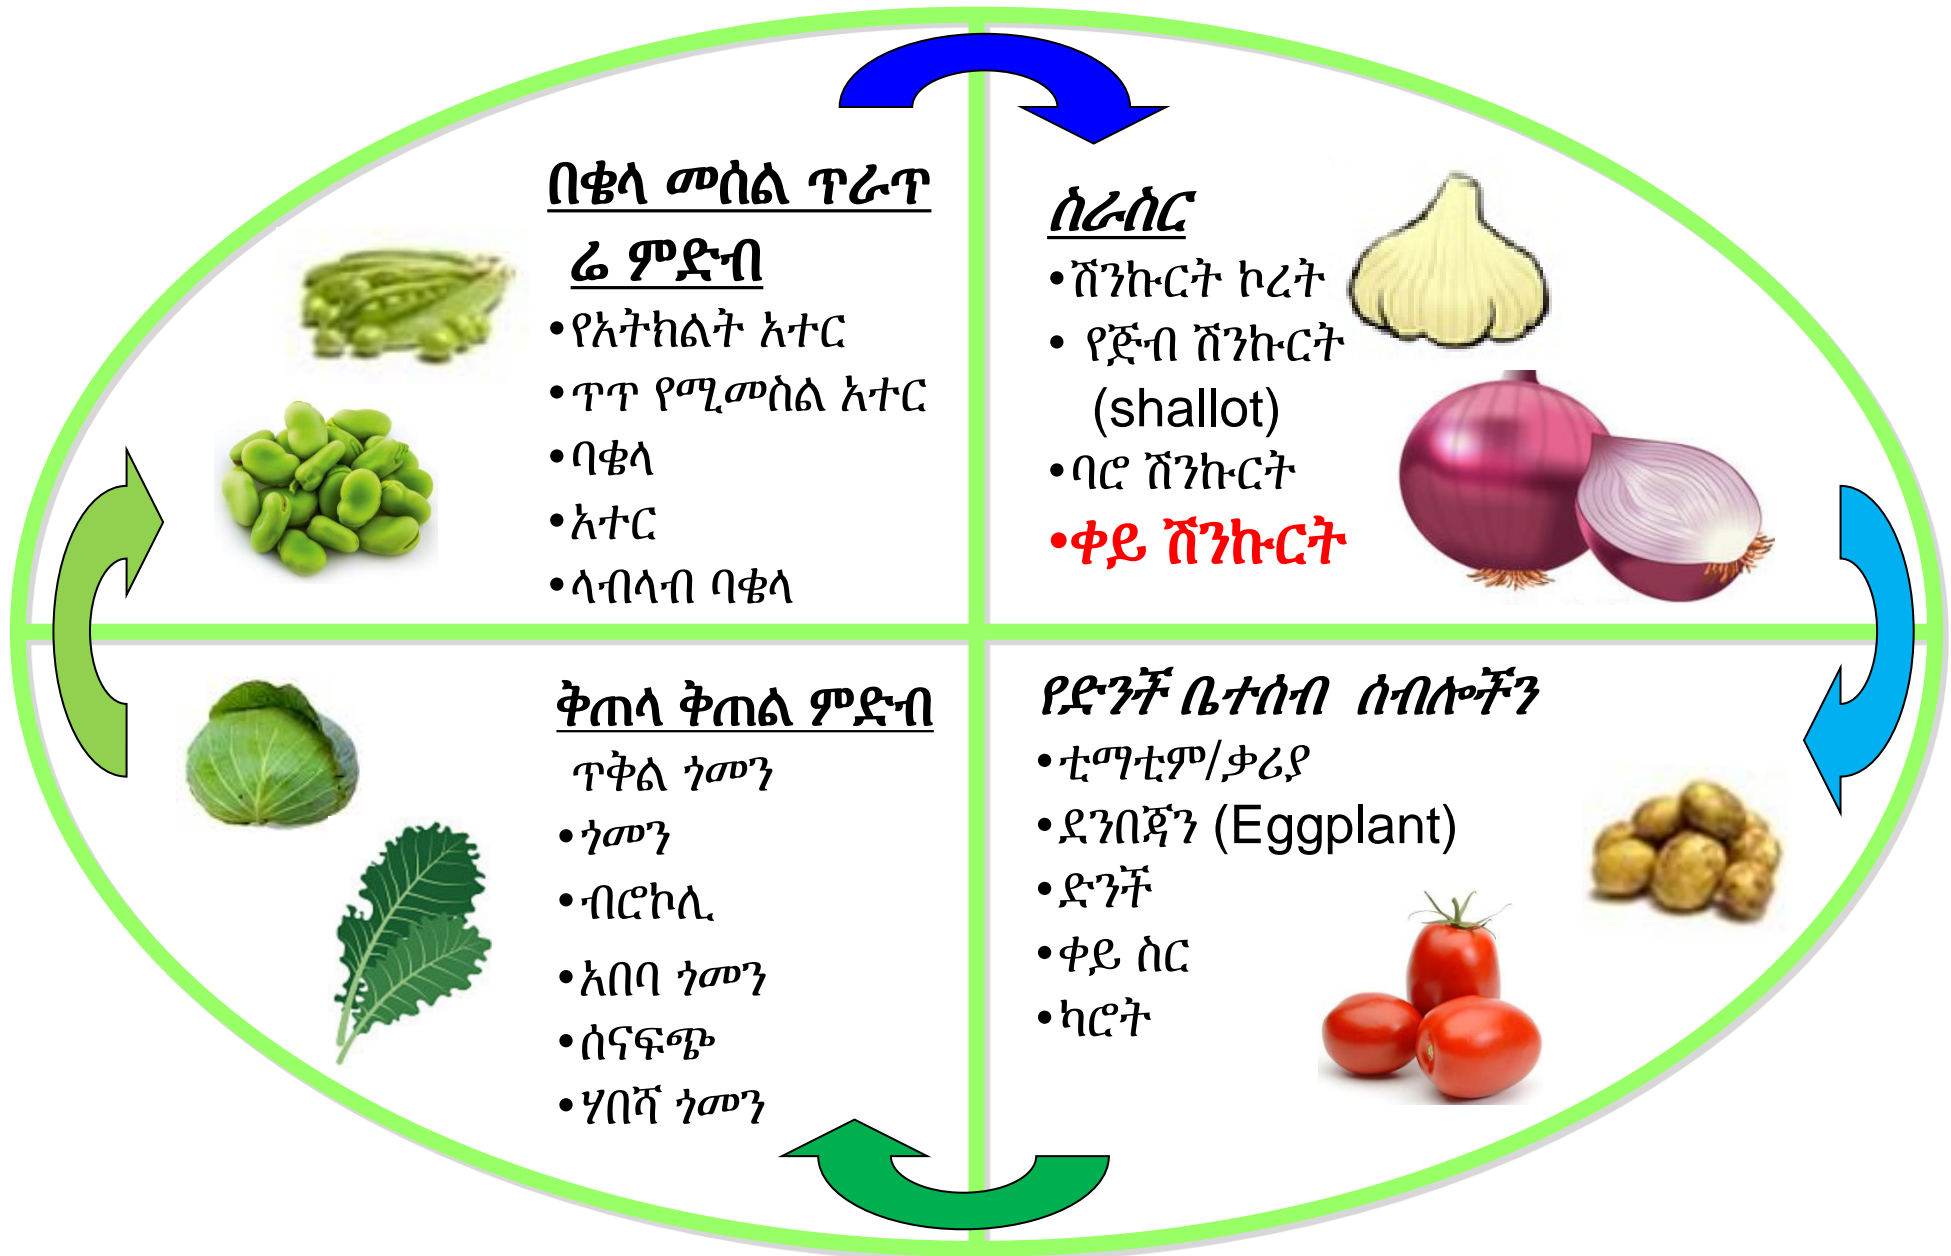 በቄላ መሰል ጥራጥ
ሬ ምድብ
•የአትክልት አተር
•ጥጥ የሚመስል አተር
•ባቄላ
•አተር
•ላብላብ ባቄላ
ስራስር
•ሽንኩርት ኮረት
• የጅብ ሽንኩርት
(shallot)
•ባሮ ሽንኩርት
•ቀይ ሽንኩርት
ቅጠላ ቅጠል ምድብ
ጥቅል ጎመን
•ጎመን
•ብሮኮሊ
•አበባ ጎመን
•ሰናፍጭ
•ሃበሻ ጎመን
የድንች ቤተሰብ ሰብሎችን
•ቲማቲም/ቃሪያ
•ደንበጃን (Eggplant)
•ድንች
•ቀይ ስር
•ካሮት